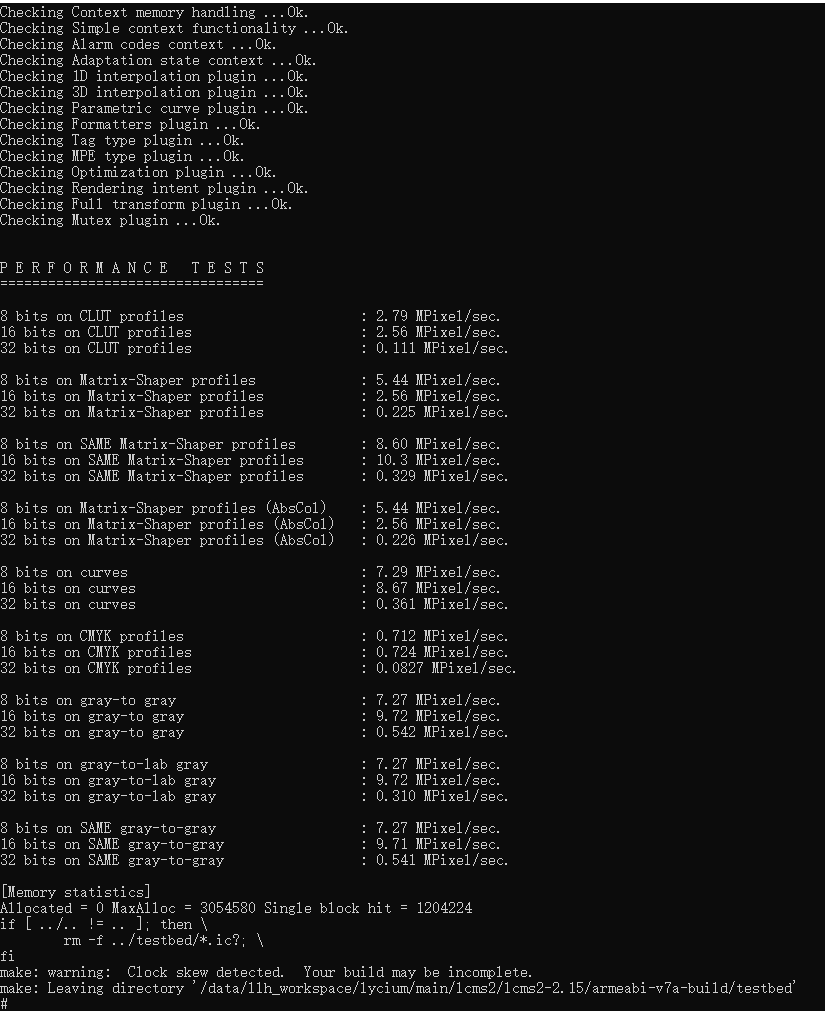 Checking Context memory handling ...Ok.
Checking Simple context functionality ...Ok.
Checking Alarm codes context ...Ok.
Checking Adaptation state context ...Ok.
Checking 1D interpolation plugin ...Ok.
Checking 3D interpolation plugin ...Ok.
Checking Parametric curve plugin ...Ok.
Checking Formatters plugin ...Ok.
Checking Tag type plugin ...Ok.
Checking MPE type plugin ...Ok.
Checking Optimization plugin ...Ok.
Checking Rendering intent plugin ...Ok.
Checking Full transform plugin ...Ok.
Checking Mutex plugin ...Ok.
P E R F O R M A N C E   T E S T S
=================================
8 bits on CLUT profiles : 2.79 MPixel/sec.
16 bits on CLUT profiles : 2.56 MPixel/sec.
32 bits on CLUT profiles : 0.111 MPixel/sec.
8 bits on Matrix-Shaper profiles : 5.44 MPixel/sec.
16 bits on Matrix-Shaper profiles : 2.56 MPixel/sec.
32 bits on Matrix-Shaper profiles : 0.225 MPixel/sec.
8 bits on SAME Matrix-Shaper profiles : 8.60 MPixel/sec.
16 bits on SAME Matrix-Shaper profiles : 10.3 MPixel/sec.
32 bits on SAME Matrix-Shaper profiles : 0.329 MPixel/sec.
8 bits on Matrix-Shaper profiles (AbsCol) : 5.44 MPixel/sec.
16 bits on Matrix-Shaper profiles (AbsCol) : 2.56 MPixel/sec.
32 bits on Matrix-Shaper profiles (AbsCol) : 0.226 MPixel/sec.
8 bits on curves : 7.29 MPixel/sec.
16 bits on curves : 8.67 MPixel/sec.
32 bits on curves : 0.361 MPixel/sec.
8 bits on CMYK profiles : 0.712 MPixel/sec.
16 bits on CMYK profiles : 0.724 MPixel/sec.
32 bits on CMYK profiles : 0.0827 MPixel/sec.
8 bits on gray-to gray : 7.27 MPixel/sec.
16 bits on gray-to gray : 9.72 MPixel/sec.
32 bits on gray-to gray : 0.542 MPixel/sec.
8 bits on gray-to-lab gray : 7.27 MPixel/sec.
16 bits on gray-to-lab gray : 9.72 MPixel/sec.
32 bits on gray-to-lab gray : 0.310 MPixel/sec.
8 bits on SAME gray-to-gray : 7.27 MPixel/sec.
16 bits on SAME gray-to-gray : 9.71 MPixel/sec.
32 bits on SAME gray-to-gray : 0.541 MPixel/sec.
[Memory statistics]
Allocated = 0 MaxAlloc = 3054580 Single block hit = 1204224
if [ ../.. != .. ]; then \
        rm -f ../testbed/*.ic?; \
fi
make: warning:  Clock skew detected.  Your build may be incomplete.
make: Leaving directory '/data/llh_workspace/lycium/main/lcms2/lcms2-2.15/armeabi-v7a-build/testbed'
#